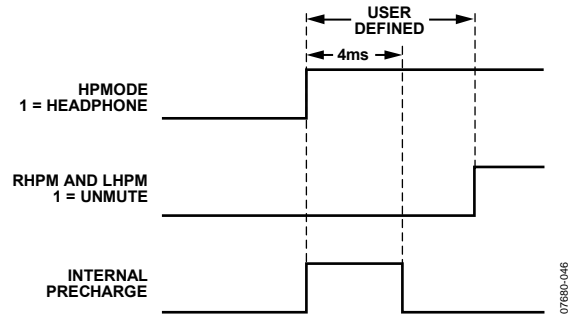 USER
DEFINED
4ms
HPMODE
1 = HEADPHONE
RHPM AND LHPM
1 = UNMUTE
INTERNAL
PRECHARGE
07680-046